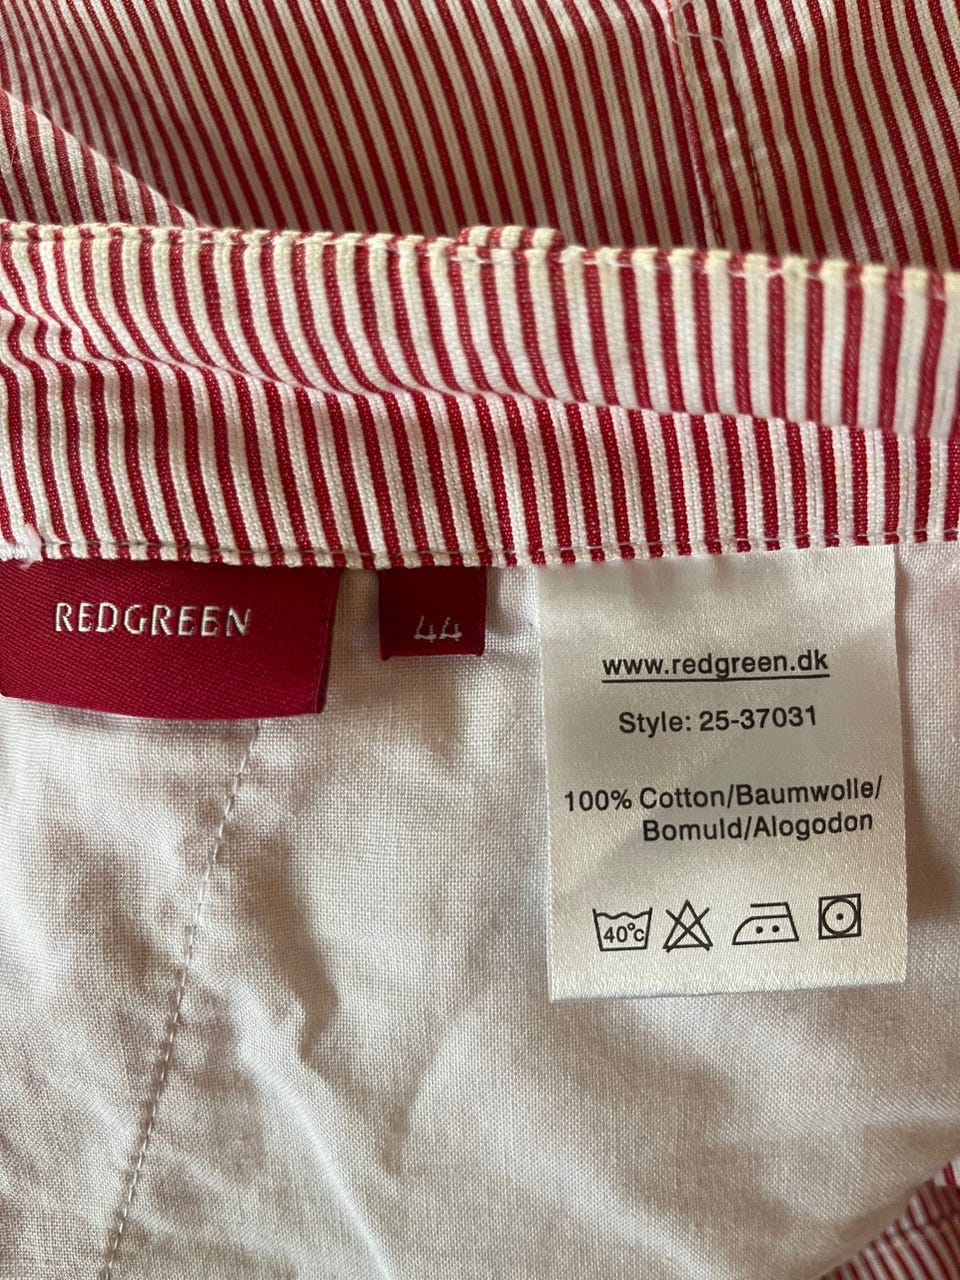 REDGREEN
44
www.redgreen.dk
Style: 25-37031
100% Cotton/Baumwolle/
Bomuld/Alogodon
40°c